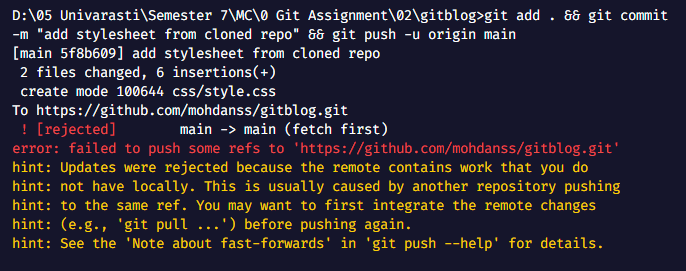 D:\05 Univarasti\Semester 7\MC\0 Git Assignment\02\gitblog>git add . && git commit
-m "add stylesheet from cloned repo" && git push -u origin main
[main 5f8b609] add stylesheet from cloned repo
 2 files changed, 6 insertions(+)
 create mode 100644 css/style.css
To https://github.com/mohdanss/gitblog.git
 ! [rejected]        main -> main (fetch first)
error: failed to push some refs to 'https://github.com/mohdanss/gitblog.git'
hint: Updates were rejected because the remote contains work that you do
hint: not have locally. This is usually caused by another repository pushing
hint: to the same ref. You may want to first integrate the remote changes
hint: (e.g., 'git pull ...') before pushing again.
hint: See the 'Note about fast-forwards' in 'git push --help' for details.